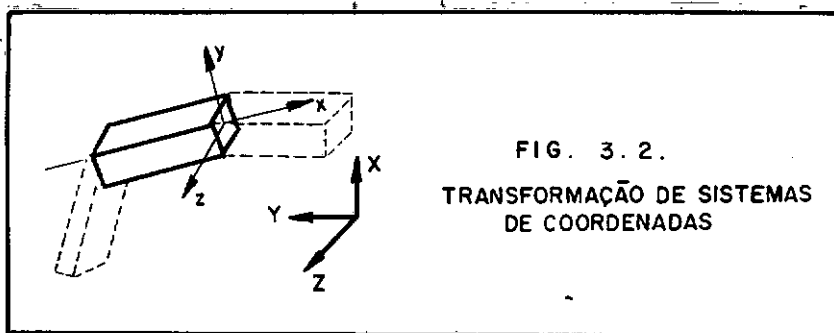 y
x
z
X
Y
Z
FIG. 3.2.
TRANSFORMAÇÃO DE SISTEMAS
DE COORDENADAS